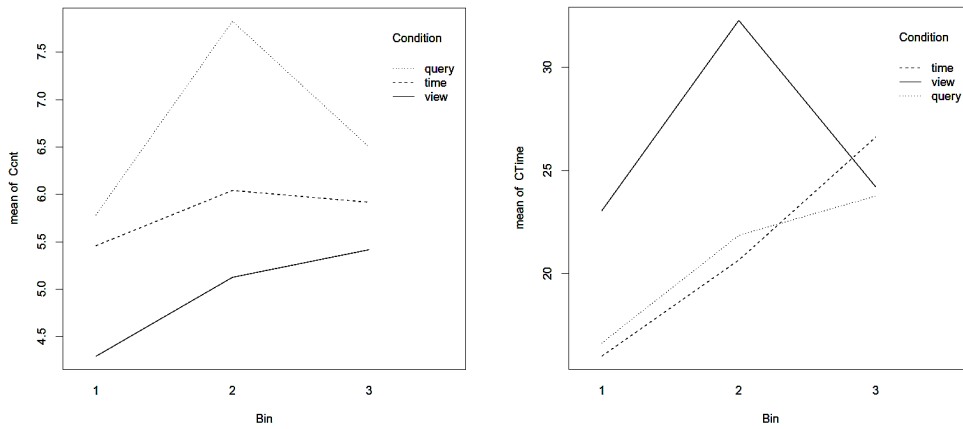 mean of Ccnt
7.5
7.0
6.5
6.0
5.5
5.0
4.5
Condition
query
time
view
1 2 3
Bin
mean of CTime
30
25
20
Condition
time
view
query
1 2 3
Bin